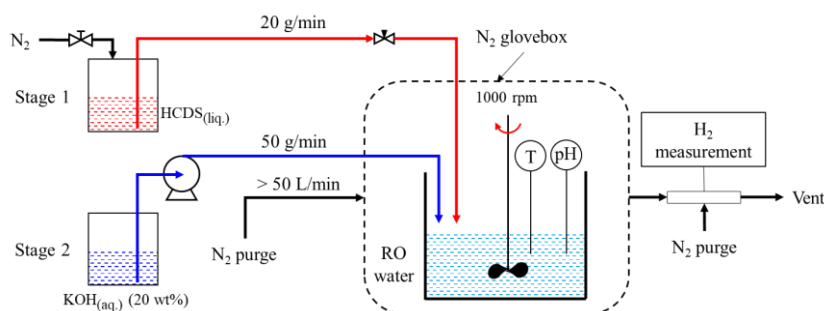 N₂
20 g/min
N₂ glovebox
Stage 1
HCDS(liq.)
1000 rpm
H₂
measurement
50 g/min
T
pH
> 50 L/min
Vent
Stage 2
N₂ purge
RO
water
N₂ purge
KOH(aq.) (20 wt%)